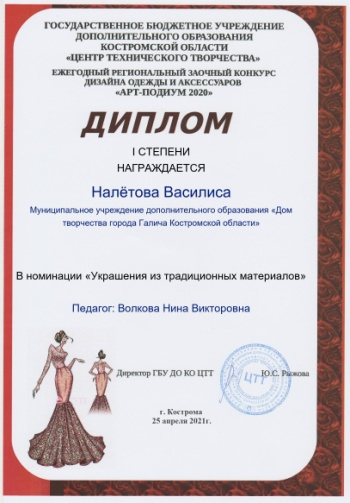 ГОСУДАРСТВЕННОЕ БЮДЖЕТНОЕ УЧРЕЖДЕНИЕ
ДОПОЛНИТЕЛЬНОГО ОБРАЗОВАНИЯ
КОСТРОМСКОЙ ОБЛАСТИ
«ЦЕНТР ТЕХНИЧЕСКОГО ТВОРЧЕСТВА»
ЕЖЕГОДНЫЙ РЕГИОНАЛЬНЫЙ ЗАОЧНЫЙ КОНКУРС
ДИЗАЙНА ОДЕЖДЫ И АКСЕССУАРОВ
«АРТ-ПОДИУМ 2020»
ДИПЛОМ
I СТЕПЕНИ
НАГРАЖДАЕТСЯ
Налётова Василиса
Муниципальное учреждение дополнительного образования «Дом
творчества города Галича Костромской области»
В номинации «Украшения из традиционных материалов»
Педагог: Волкова Нина Викторовна
Директор ГБУ ДО КО ЦТТ Ю.С. Рыжова
ЦТТ
г. Кострома
25 апреля 2021г.